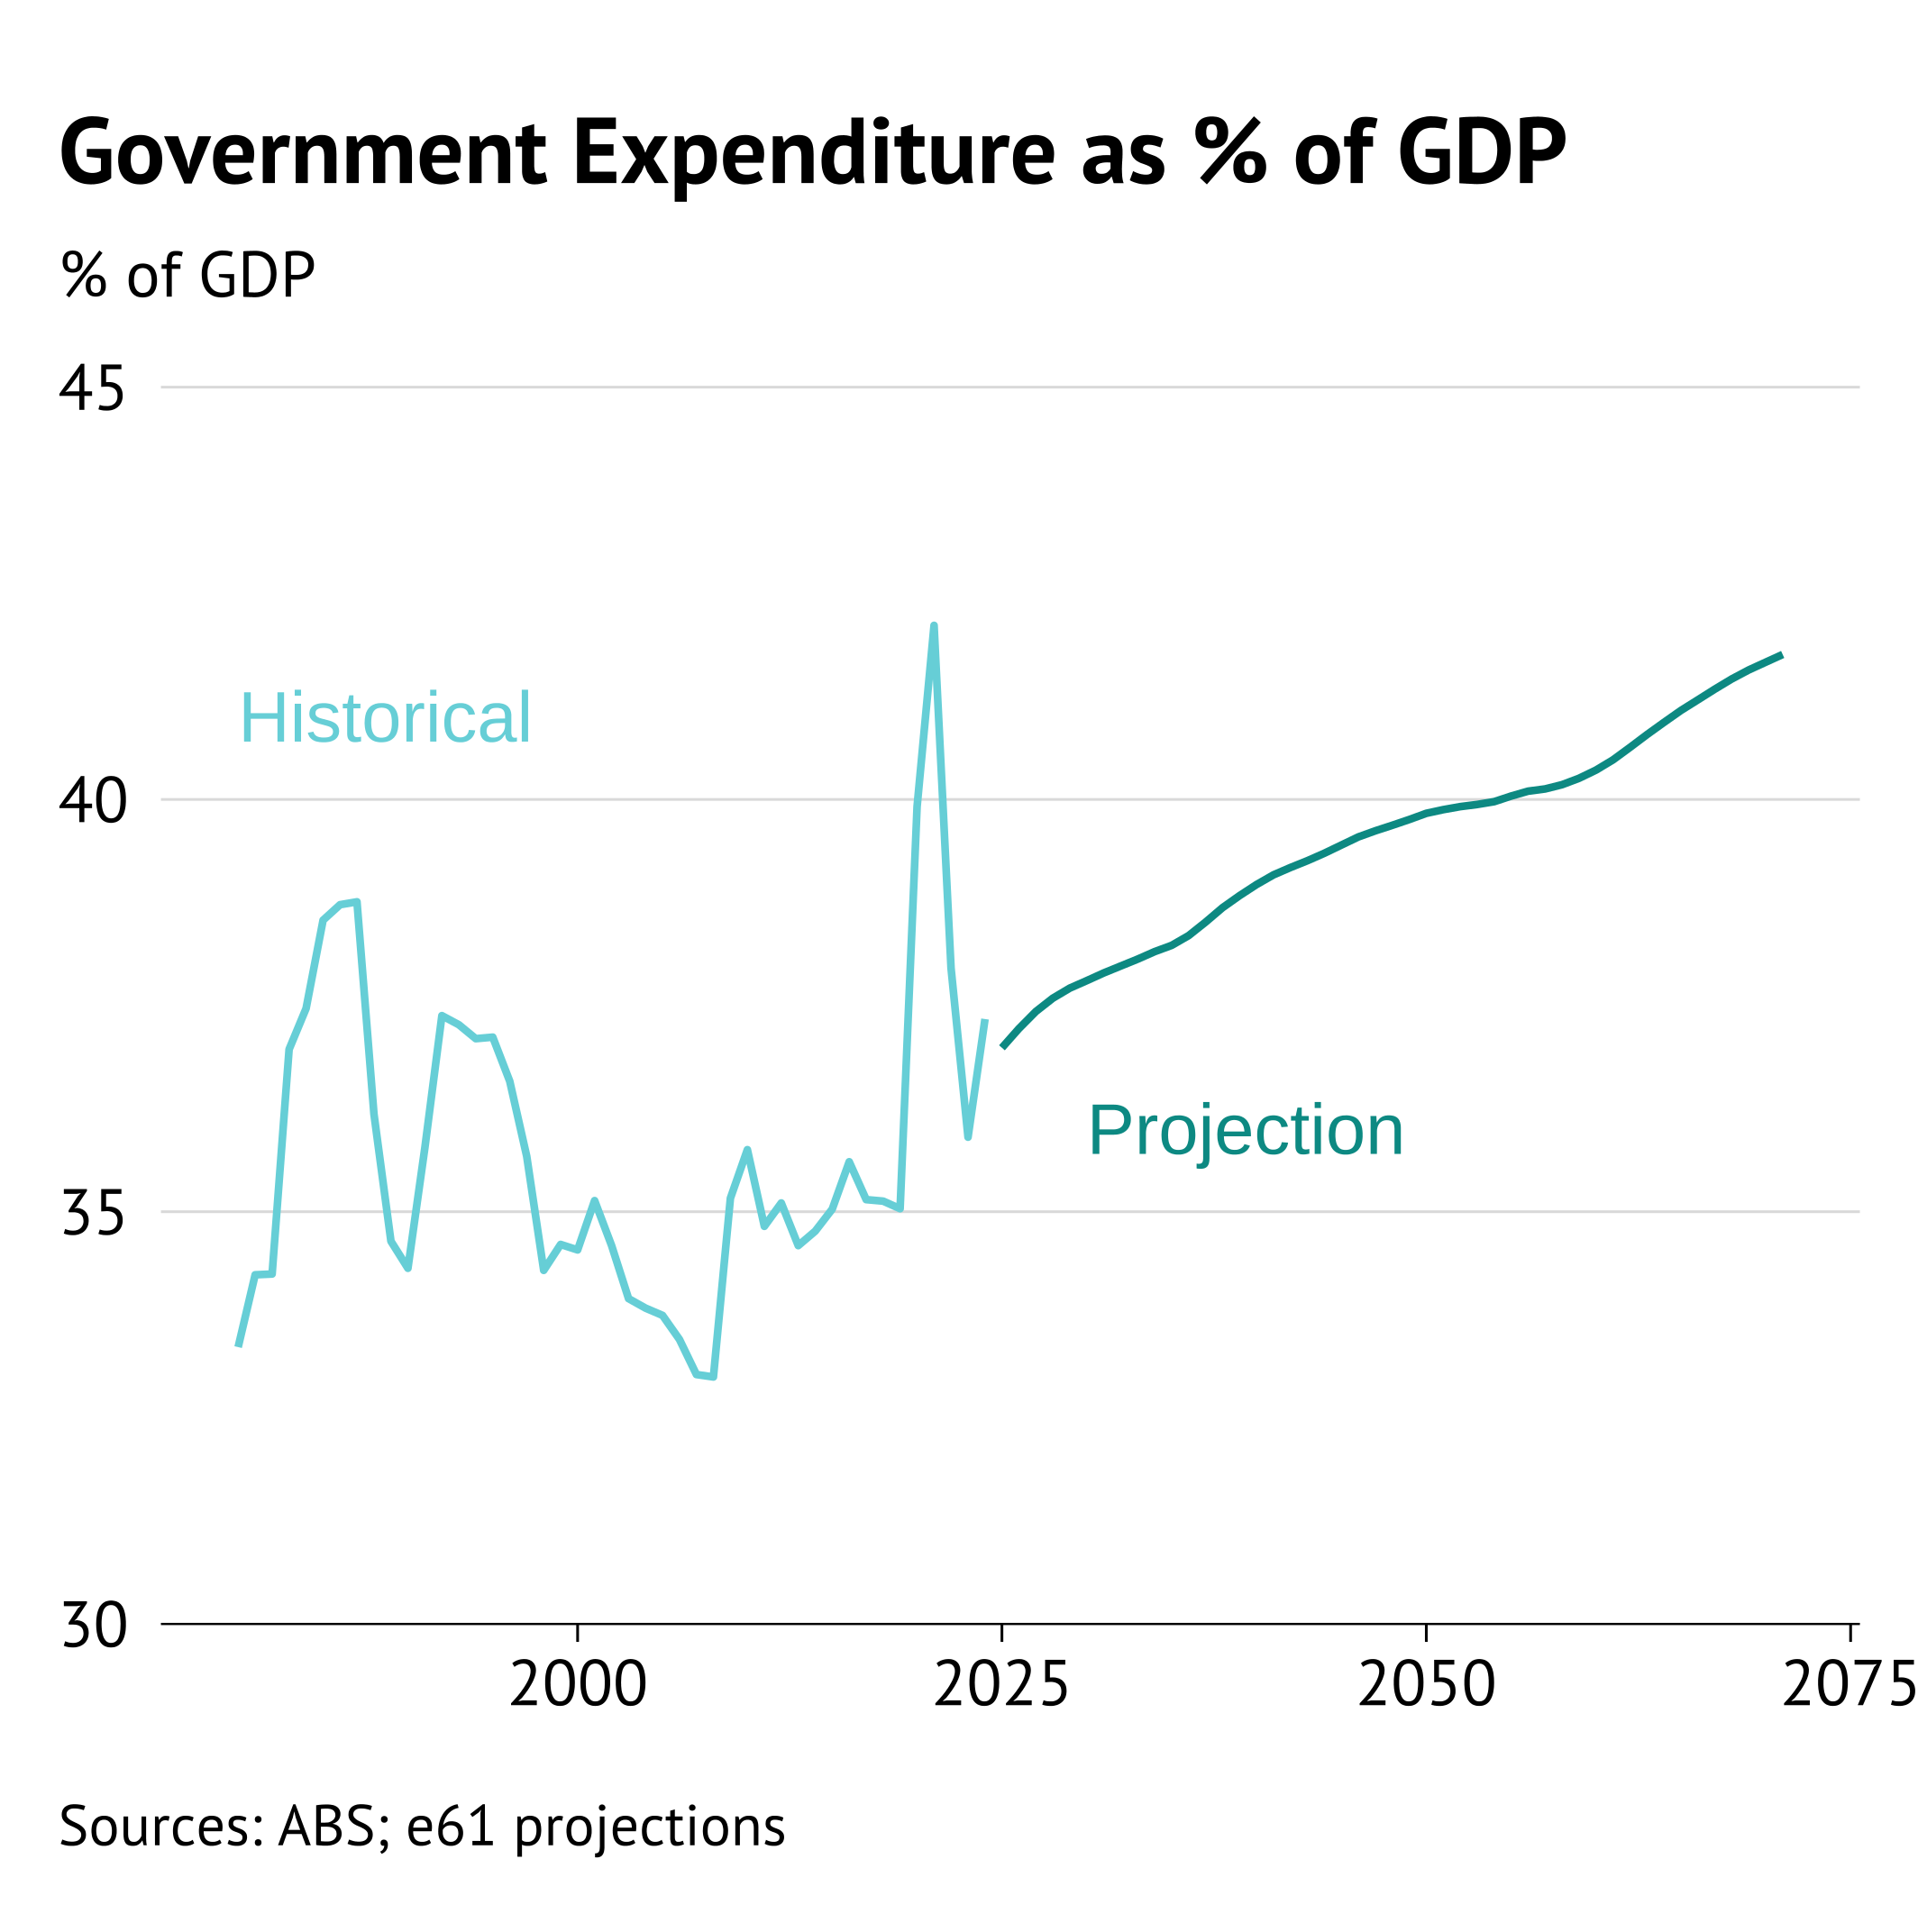 Government Expenditure as % of GDP
% of GDP
45
Historical
40
Projection
35
30
2000 2025 2050 2075
Sources: ABS; e61 projections